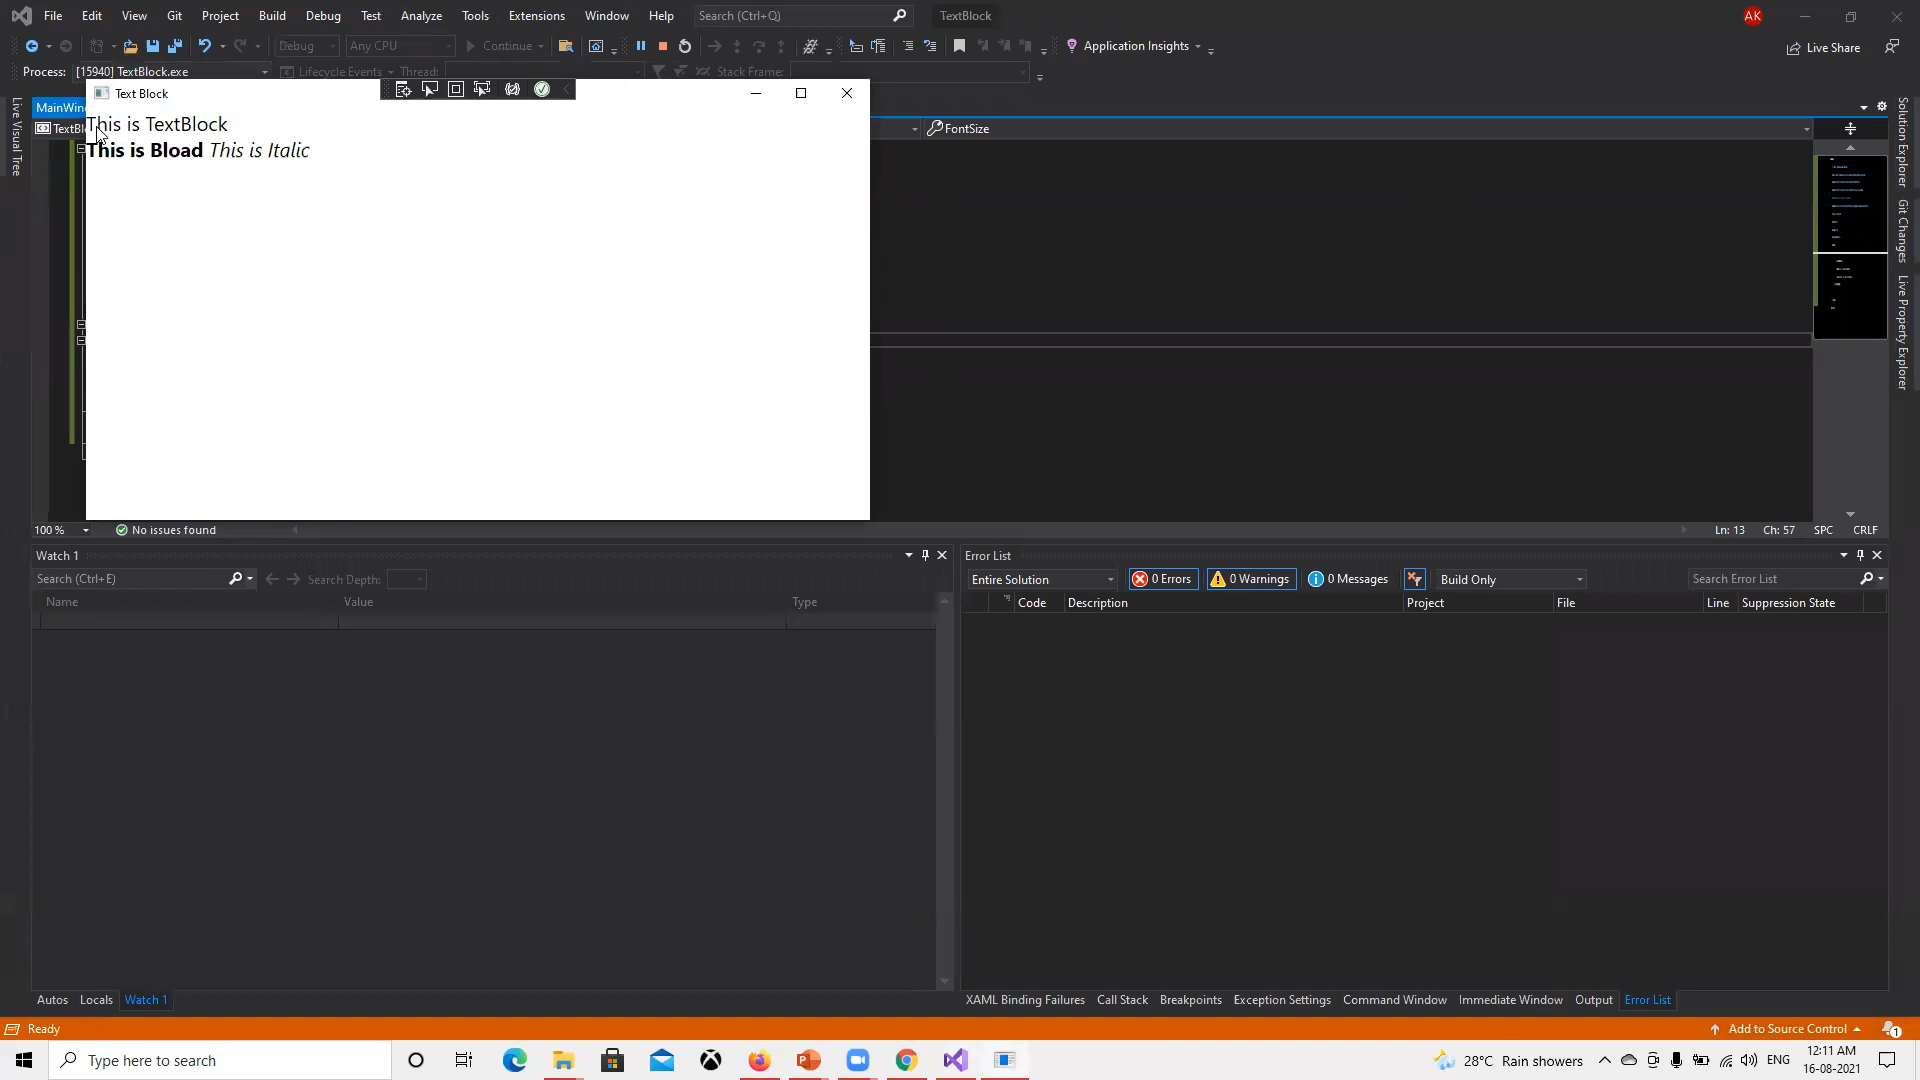 File Edit View Git Project Build Debug Test Analyze Tools Extensions Window Help Search (Ctrl+Q) TextBlock AK
Debug Any CPU Continue Application Insights Live Share
Process: [15940] TextBlock.exe Lifecycle Events Thread: Stack Frame:
Text Block
MainWin
TextBl FontSize
This is TextBlock
This is Bload This is Italic
Live Visual Tree
Solution Explorer
Git Changes
Live Property Explorer
100 % No issues found Ln: 13 Ch: 57 SPC CRLF
Watch 1
Search (Ctrl+E) Search Depth:
Name Value Type
Error List
Entire Solution 0 Errors 0 Warnings 0 Messages Build Only Search Error List
Code Description Project File Line Suppression State
Autos Locals Watch 1
XAML Binding Failures Call Stack Breakpoints Exception Settings Command Window Immediate Window Output Error List
Ready Add to Source Control 1
Type here to search 28°C Rain showers ENG 12:11 AM
16-08-2021